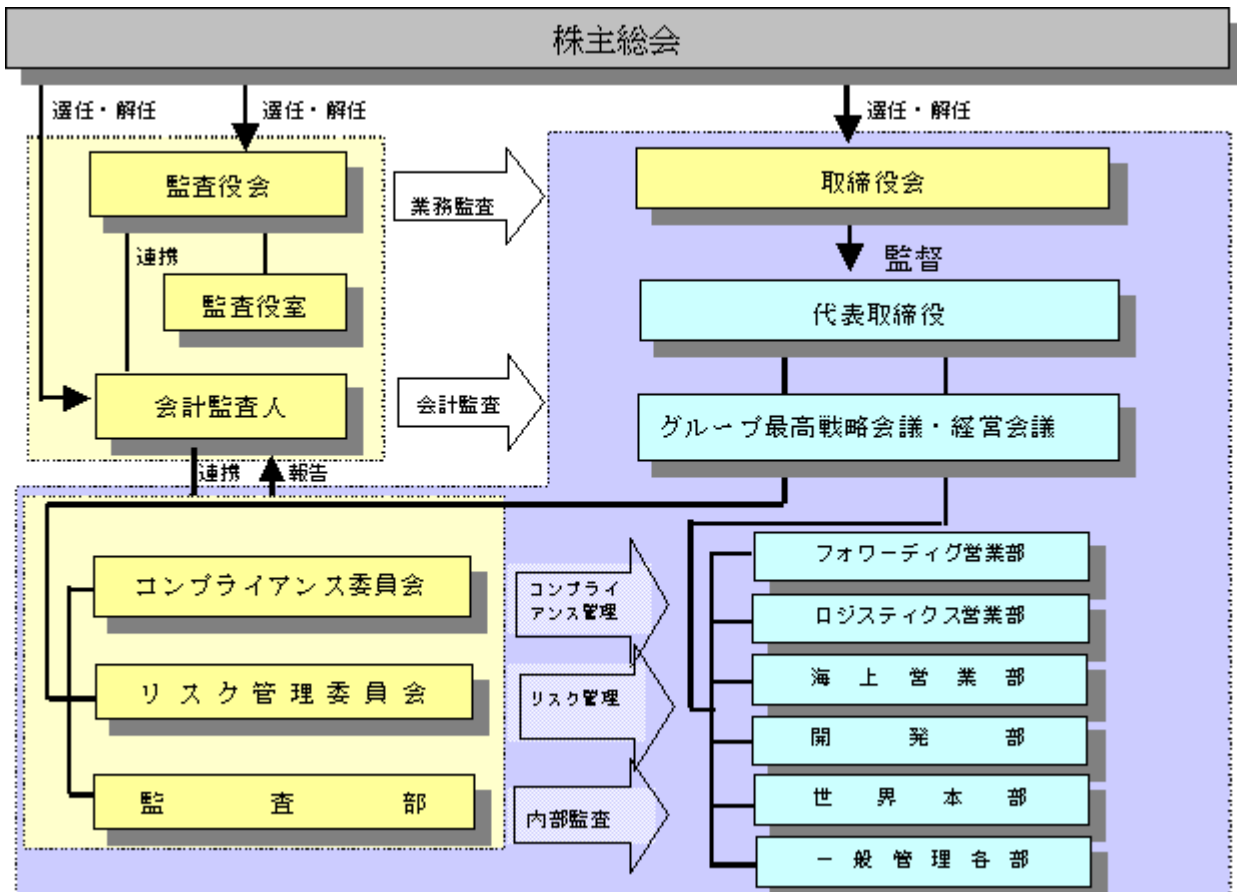 株主総会
選任・解任
選任・解任
選任・解任
監査役会
業務監査
取締役会
連携
監督
監査役室
代表取締役
会計監査人
会計監査
グループ最高戦略会議・経営会議
連携
報告
コンプライアンス委員会
コンプライ
アンス管理
フォワーディグ営業部
ロジスティクス営業部
リスク管理委員会
リスク管理
海上営業部
開発部
監査部
内部監査
世界本部
一般管理各部